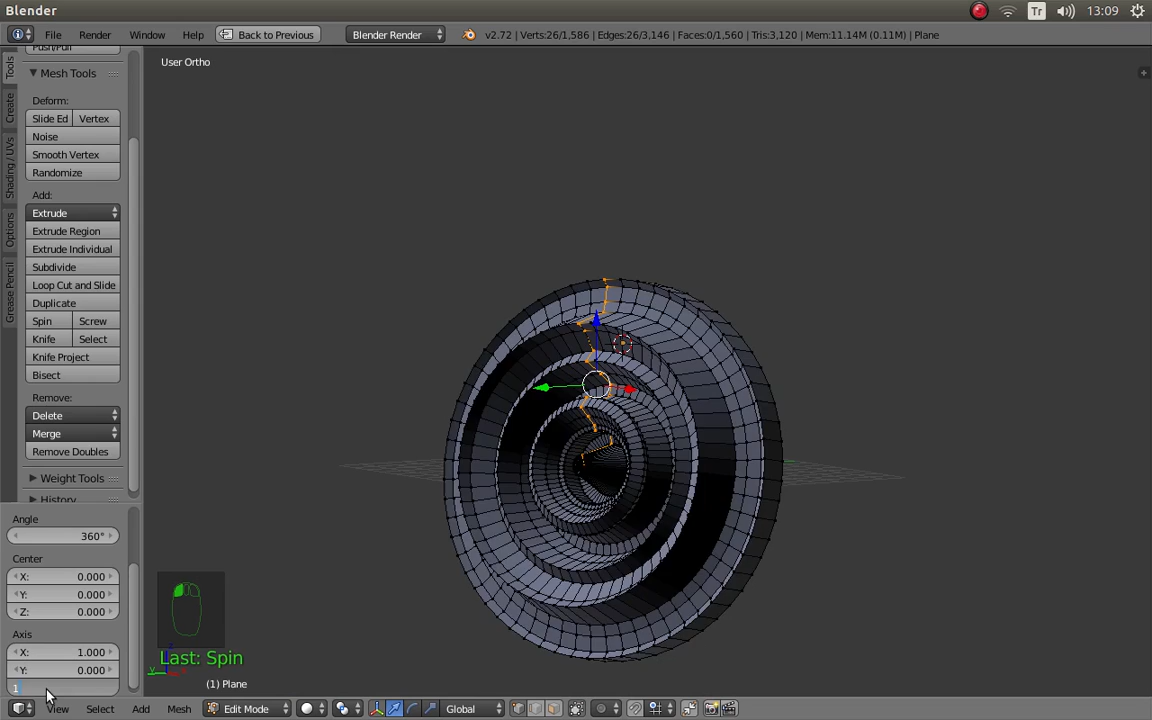 Blender
Tr
13:09
File
Render
Window
Help
Back to Previous
Blender Render
v2.72 | Verts:26/1,586 | Edges:26/3,146 | Faces:0/1,560 | Tris:3,120 | Mem:11.14M (0.11M) | Plane
User Ortho
Push/Pull
Mesh Tools
Deform:
Slide Ed
Vertex
Noise
Smooth Vertex
Randomize
Add:
Extrude
Extrude Region
Extrude Individual
Subdivide
Loop Cut and Slide
Duplicate
Spin
Screw
Knife
Select
Knife Project
Bisect
Remove:
Delete
Merge
Remove Doubles
Weight Tools
History
Tools
Create
Shading / UVs
Options
Grease Pencil
Angle
360°
Center
X: 0.000
Y: 0.000
Z: 0.000
Axis
X: 1.000
Y: 0.000
1
Last: Spin
(1) Plane
View
Select
Add
Mesh
Edit Mode
Global